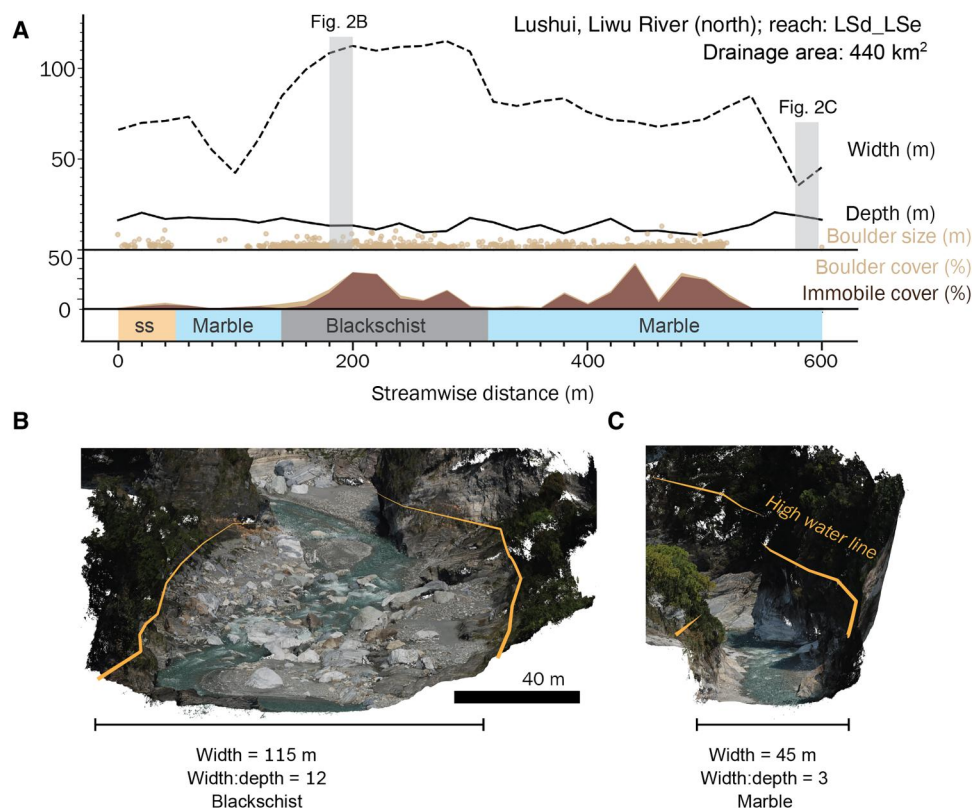 A
Fig. 2B
Lushui, Liwu River (north); reach: LSd_LSe
Drainage area: 440 km²
100
Fig. 2C
50
Width (m)
Depth (m)
Boulder size (m)
50
Boulder cover (%)
0
Immobile cover (%)
ss
Marble
Blackschist
Marble
0
200
400
600
Streamwise distance (m)
B
C
High water line
40 m
Width = 115 m
Width:depth = 12
Blackschist
Width = 45 m
Width:depth = 3
Marble